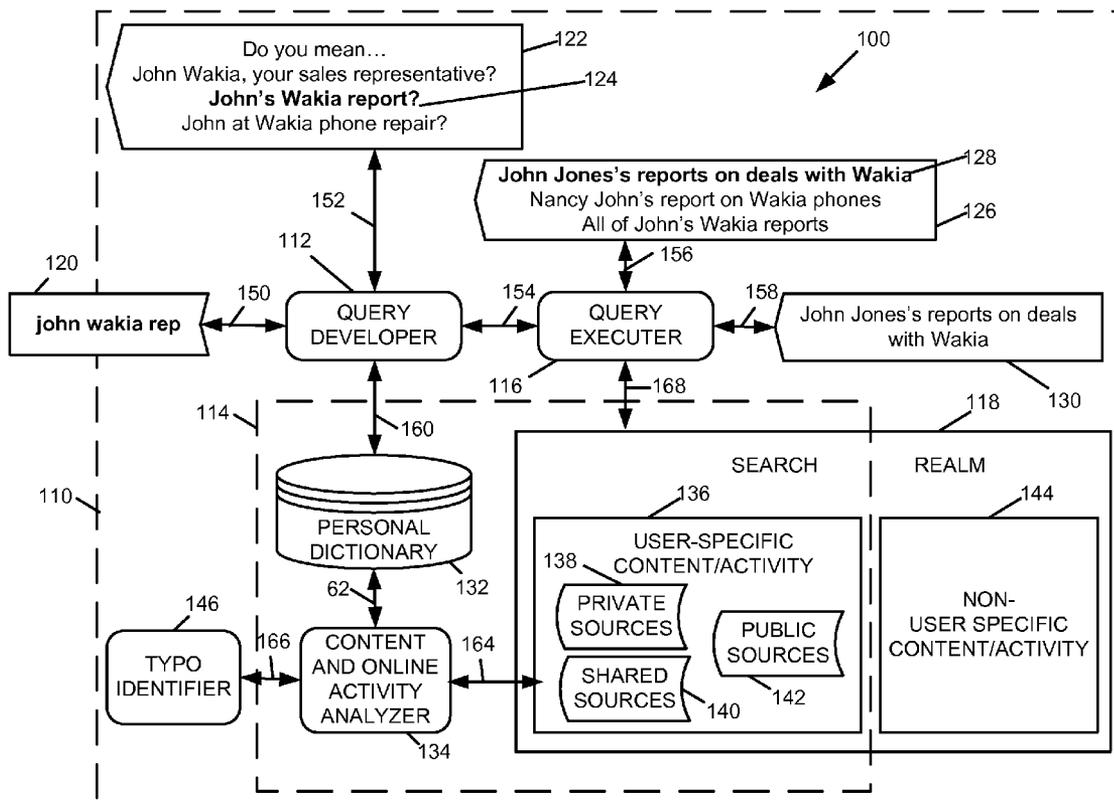 Do you mean…
John Wakia, your sales representative?
John's Wakia report?
John at Wakia phone repair?
122
124
100
John Jones's reports on deals with Wakia
Nancy John's report on Wakia phones
All of John's Wakia reports
128
126
152
112
156
120
john wakia rep
150
QUERY
DEVELOPER
154
QUERY
EXECUTER
158
John Jones's reports on deals
with Wakia
116
168
130
114
160
118
SEARCH REALM
110
PERSONAL
DICTIONARY
132
136
144
USER-SPECIFIC
CONTENT/ACTIVITY
138
PRIVATE
SOURCES
PUBLIC
SOURCES
142
SHARED
SOURCES
140
NON-
USER SPECIFIC
CONTENT/ACTIVITY
62
146
TYPO
IDENTIFIER
166
CONTENT
AND ONLINE
ACTIVITY
ANALYZER
164
134